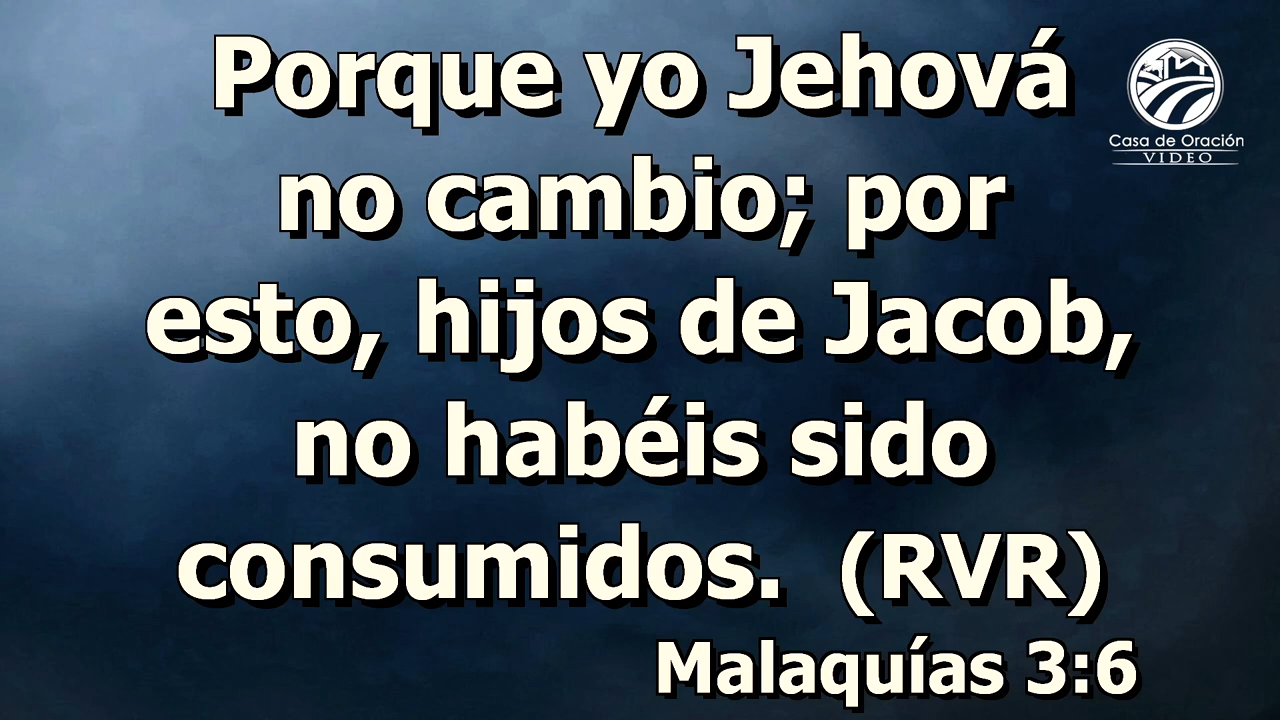 Porque yo Jehová
no cambio; por
esto, hijos de Jacob,
no habéis sido
consumidos. (RVR)
Malaquías 3:6
Casa de Oración
VIDEO